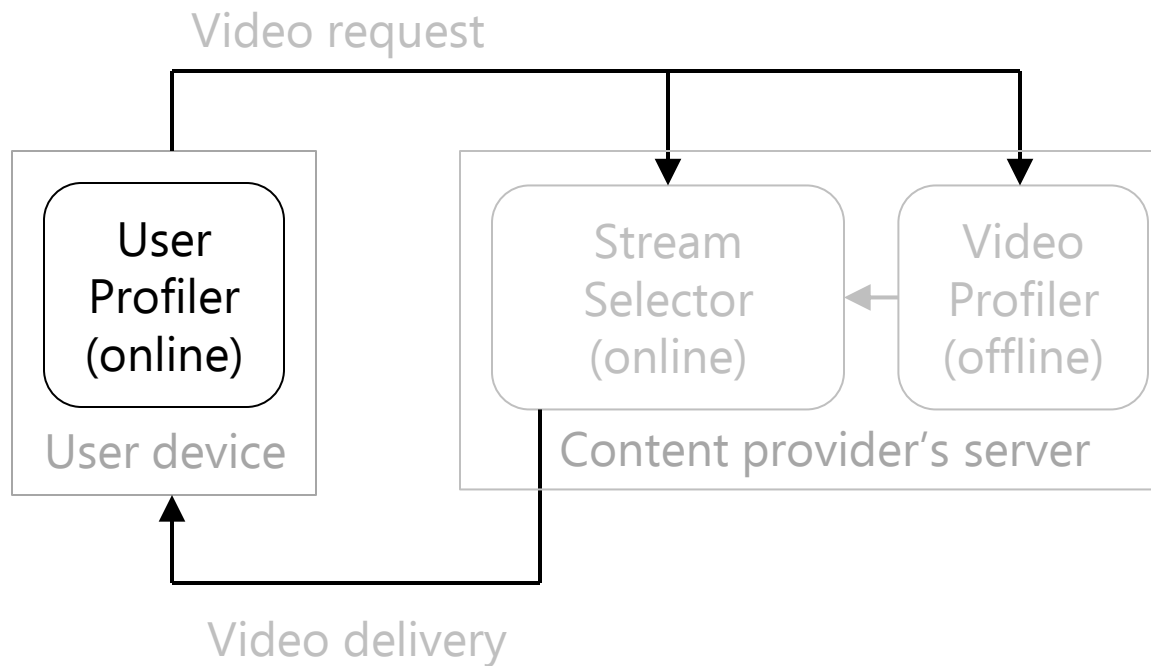 Video request
User
Profiler
(online)
User device
Stream
Selector
(online)
Video
Profiler
(offline)
Content provider’s server
Video delivery